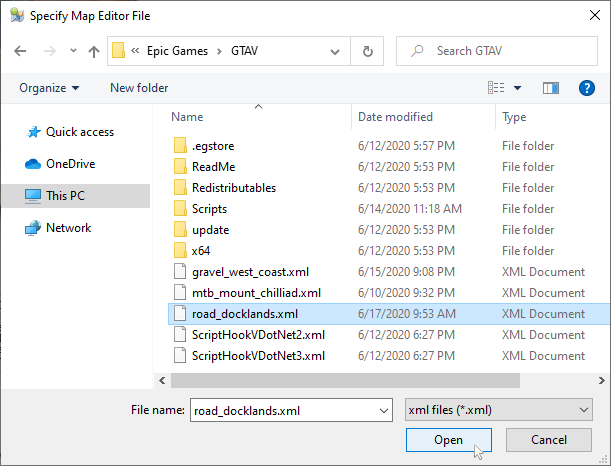 Specify Map Editor File
« Epic Games > GTAV
Search GTAV
Organize New folder
?
Name Date modified Type
Quick access
OneDrive
This PC
Network
.egstore 6/12/2020 5:57 PM File folder
ReadMe 6/12/2020 5:53 PM File folder
Redistributables 6/12/2020 5:53 PM File folder
Scripts 6/14/2020 11:18 AM File folder
update 6/12/2020 5:53 PM File folder
x64 6/12/2020 5:53 PM File folder
gravel_west_coast.xml 6/15/2020 9:08 PM XML Document
mtb_mount_chilliad.xml 6/10/2020 9:32 PM XML Document
road_docklands.xml 6/17/2020 9:53 AM XML Document
ScriptHookVDotNet2.xml 6/12/2020 6:27 PM XML Document
ScriptHookVDotNet3.xml 6/12/2020 6:27 PM XML Document
File name: road_docklands.xml xml files (*.xml)
Open Cancel